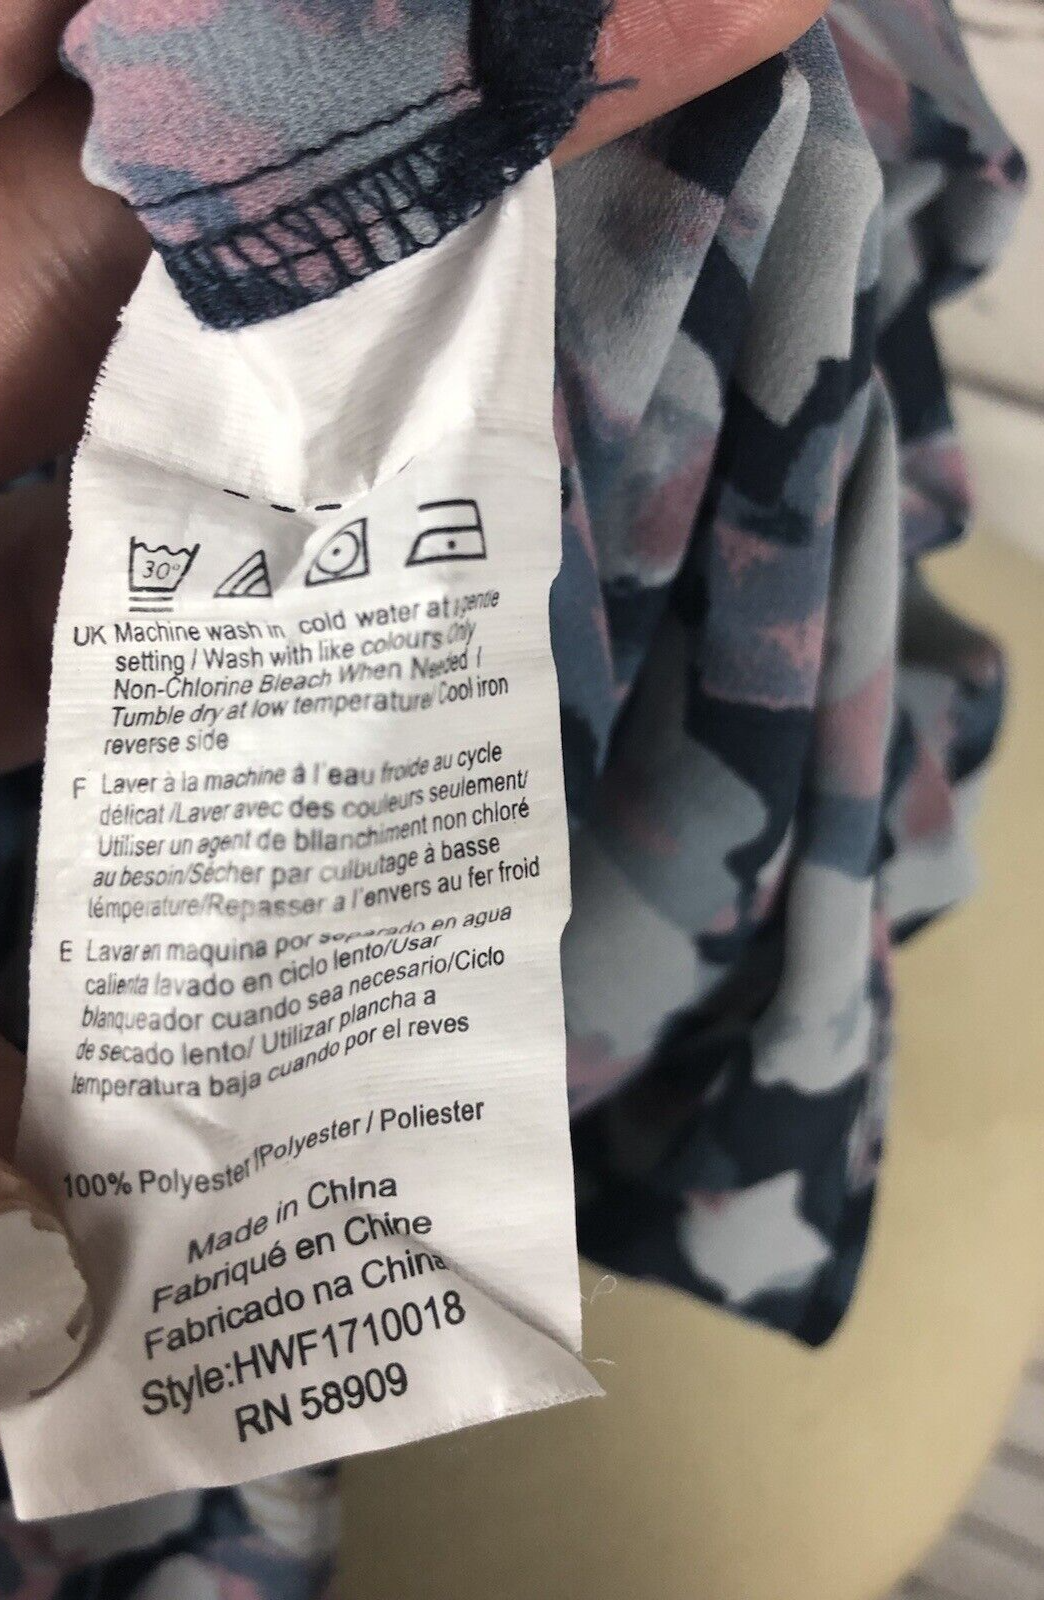 30°
UK Machine wash in cold water at gentle
setting / Wash with like colours Only
Non-Chlorine Bleach When Needed /
Tumble dry at low temperature/Cool iron
reverse side
F Laver à la machine â l'eau froide au cycle
délicat /Laver avec des couleurs seulement/
Utiliser un agent de bllanchiment non chloré
au besoin/Sécher par culbutage à basse
témperature/Repasser a l'envers au fer froid
E Lavar en maquina por separado en agua
calienta lavado en ciclo lento/Usar
blanqueador cuando sea necesario/Ciclo
de secado lento/ Utilizar plancha a
temperatura baja cuando por el reves
100% Polyester/Polyester / Poliester
Made in ChIna
Fabriqué en Chine
Fabricado na China
Style:HWF1710018
RN 58909